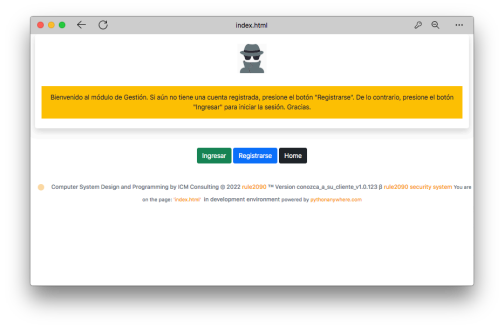 index.html
Bienvenido al módulo de Gestión. Si aún no tiene una cuenta registrada, presione el botón "Registrarse". De lo contrario, presione el botón
"Ingresar" para iniciar la sesión. Gracias.
Ingresar Registrarse Home
Computer System Design and Programming by ICM Consulting @ 2022 rule2090 ™ Version conozca_a_su_cliente_v1.0.123 β rule2090 security system You are
on the page: 'index.html' In development environment powered by pythonanywhere.com